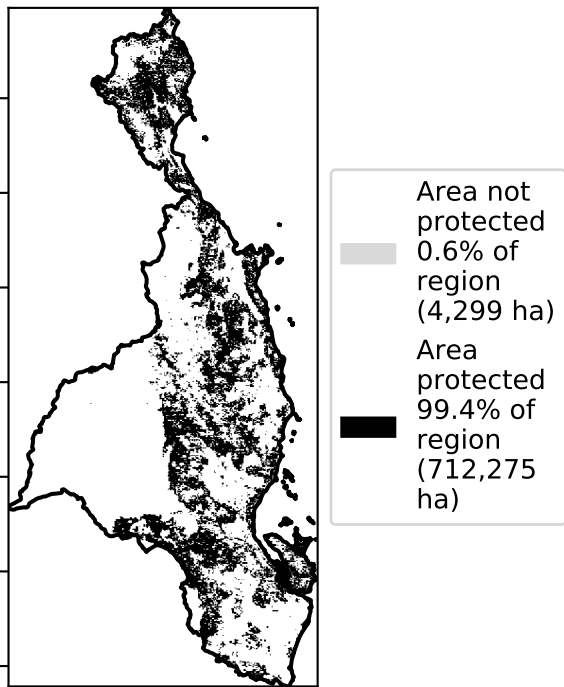 Area not
protected
0.6% of
region
(4,299 ha)
Area
protected
99.4% of
region
(712,275
ha)